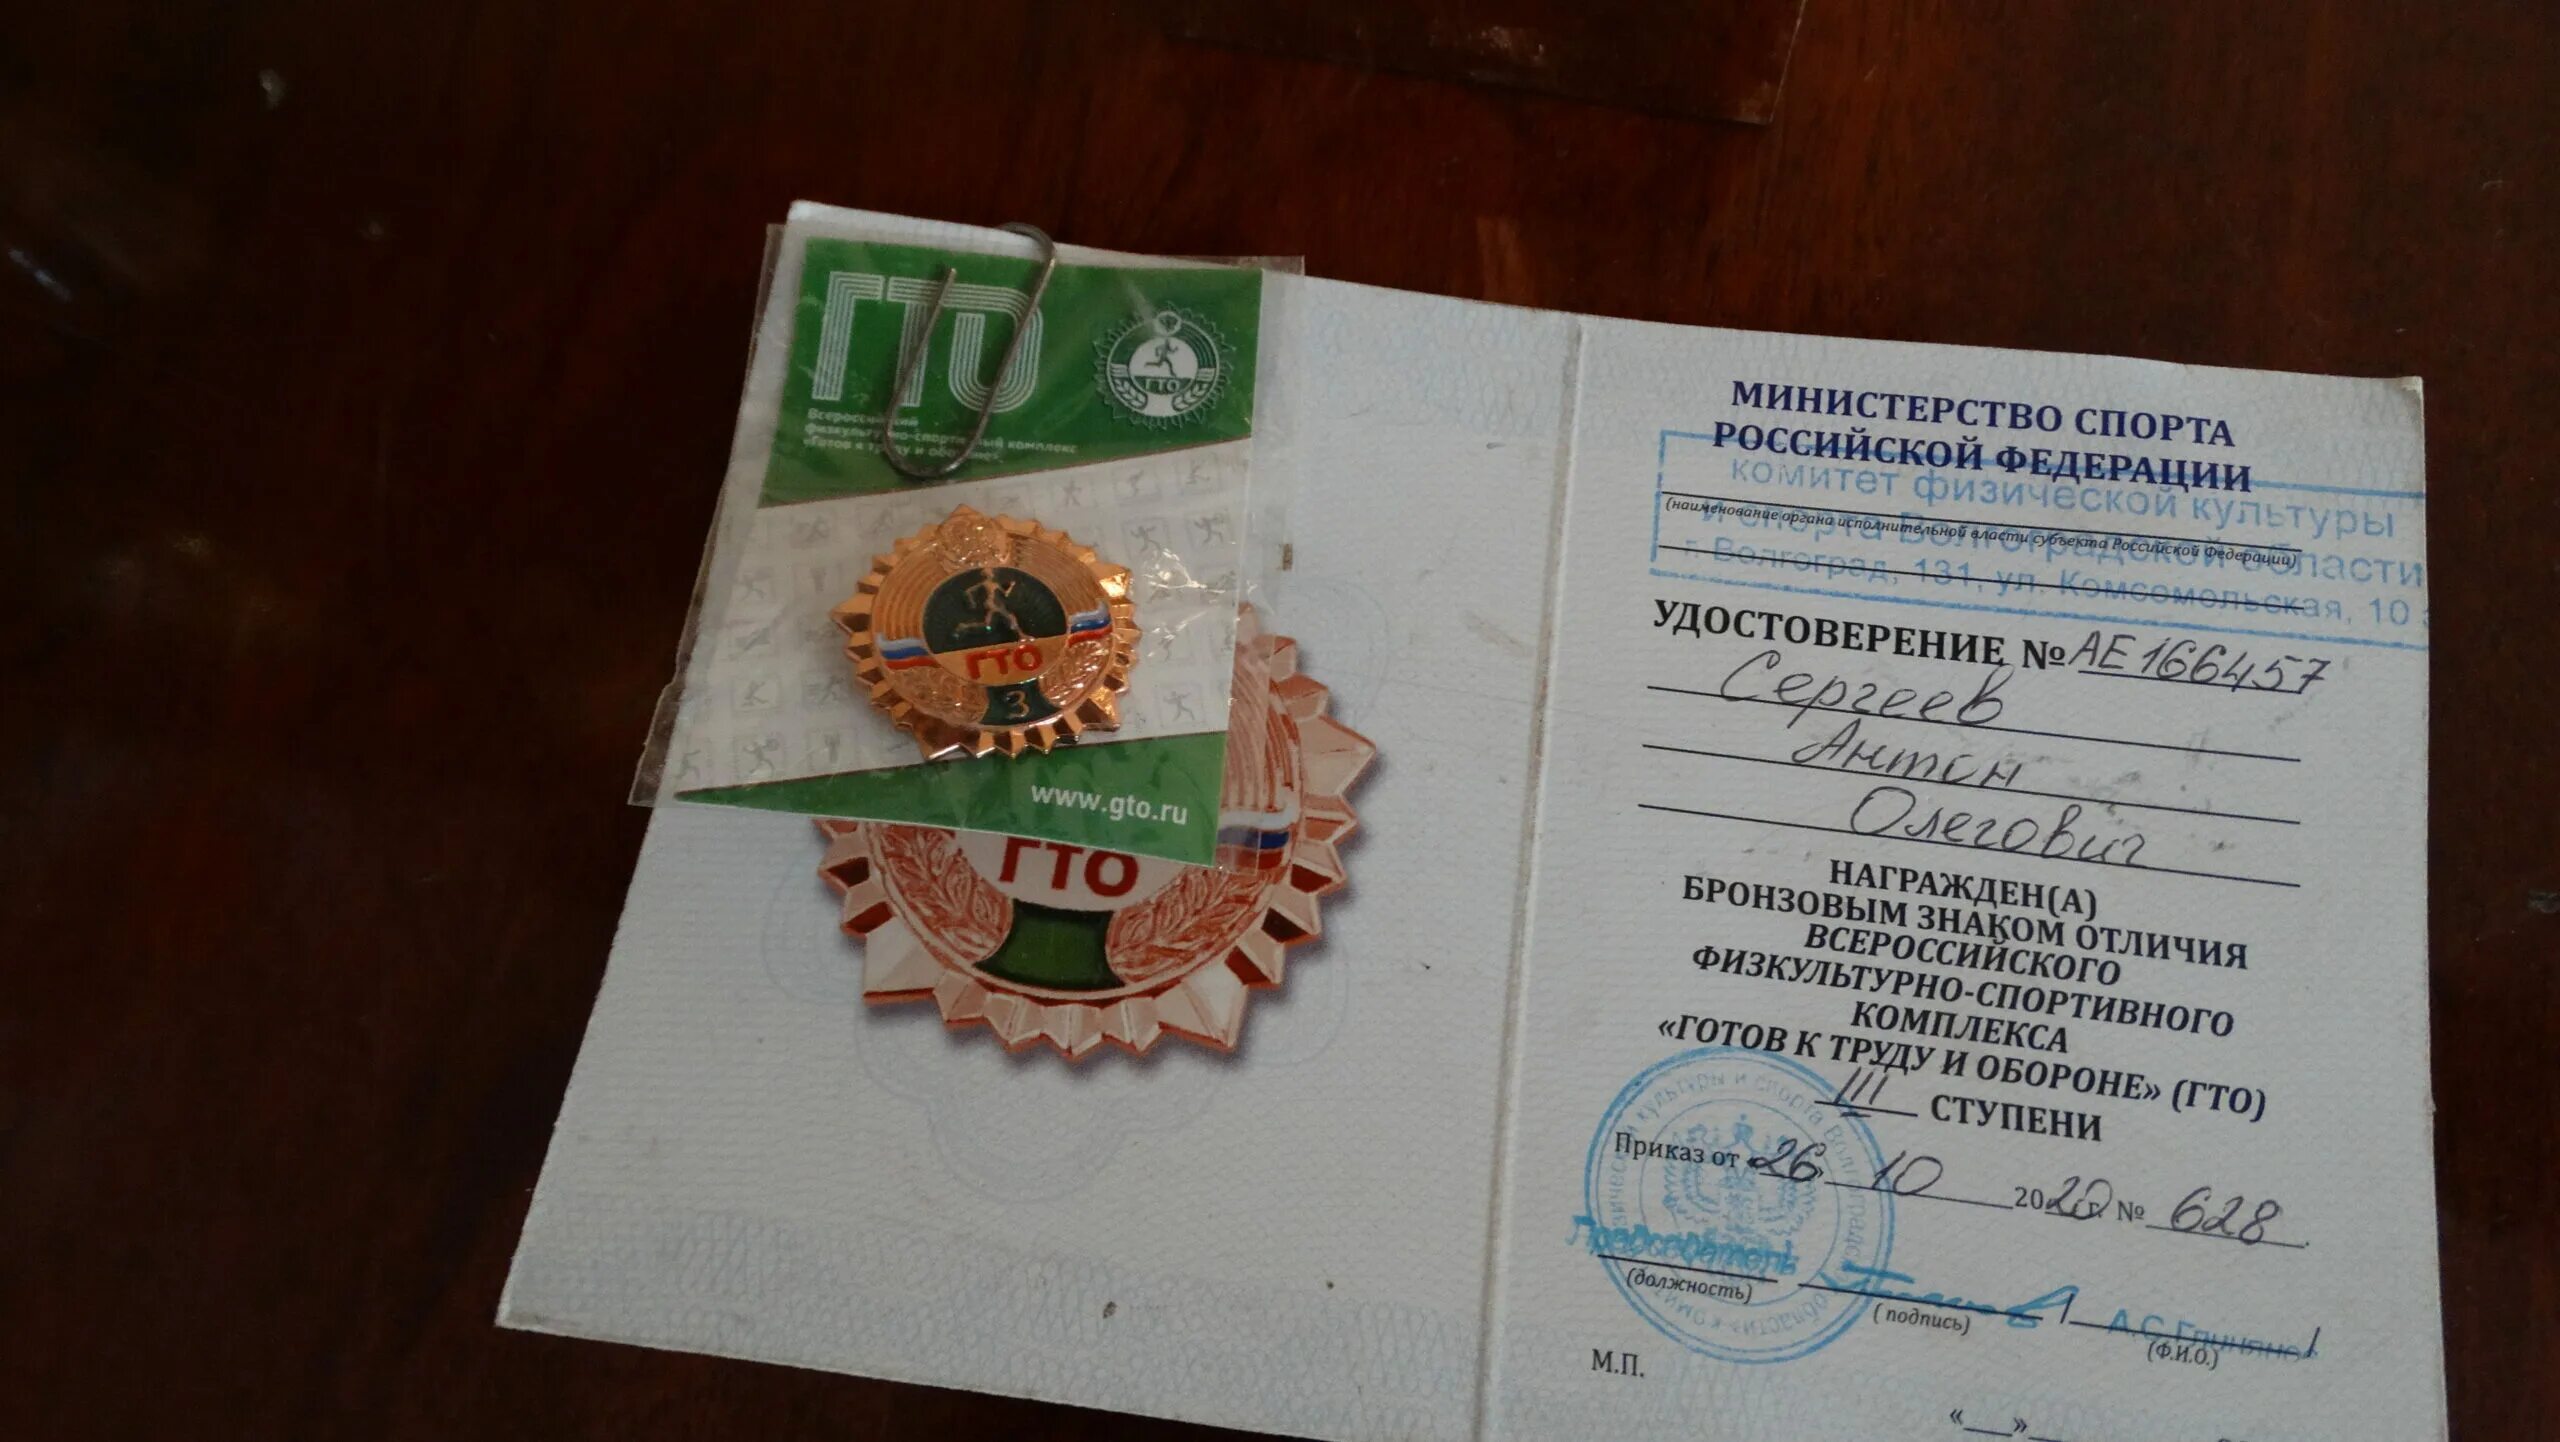 ГТО
Всероссийский
физкультурно-спортивный комплекс
«Готов к труду и обороне»
ГТО
ГТО
3
www.gto.ru
ГТО
МИНИСТЕРСТВО СПОРТА
РОССИЙСКОЙ ФЕДЕРАЦИИ
комитет физической культуры
(наименование органа исполнительной власти субъекта Российской Федерации)
и спорта Волгоградской области
г. Волгоград, 131, ул. Комсомольская, 10
УДОСТОВЕРЕНИЕ № АЕ166457
Сергеев
Антон
Олегович
НАГРАЖДЕН(А)
БРОНЗОВЫМ ЗНАКОМ ОТЛИЧИЯ
ВСЕРОССИЙСКОГО
ФИЗКУЛЬТУРНО-СПОРТИВНОГО
КОМПЛЕКСА
«ГОТОВ К ТРУДУ И ОБОРОНЕ» (ГТО)
III СТУПЕНИ
Приказ от «26» 10 2020 г. № 628
Председатель
(должность)
(подпись)
А.С.Глинянов
(Ф.И.О.)
М.П.
«__»